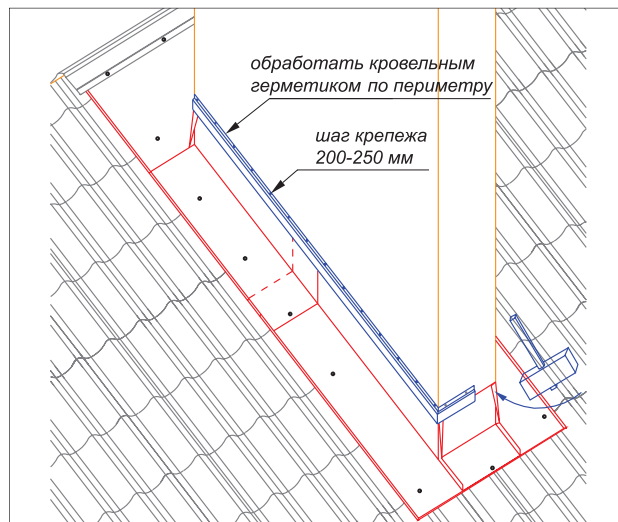 обработать кровельным
герметиком по периметру
шаг крепежа
200-250 мм